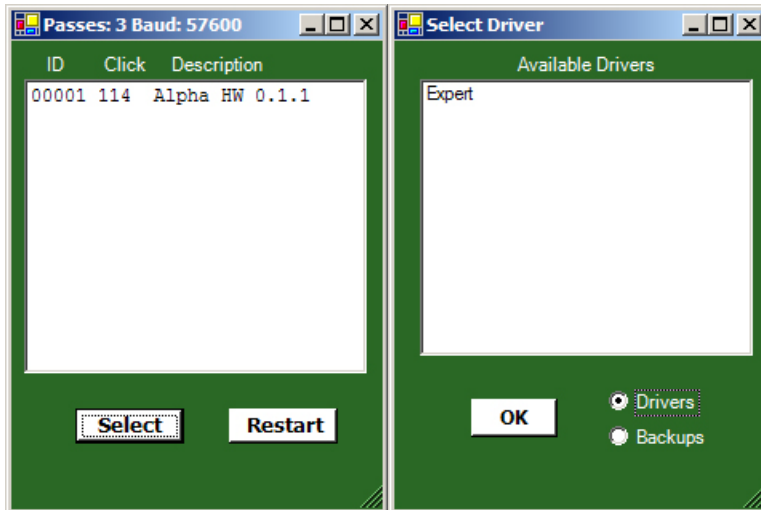 Passes: 3 Baud: 57600
ID Click Description
00001 114 Alpha HW 0.1.1
Select Restart
Select Driver
Available Drivers
Expert
OK
Drivers
Backups